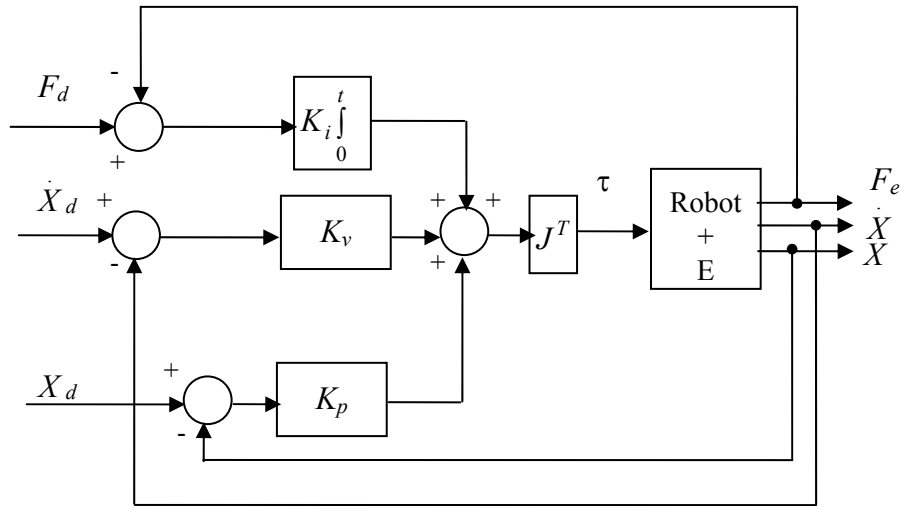 -
F_d
+
K_i ∫_0^t
Ẋ_d
+
-
K_v
+ +
+
J^T
τ
Robot
+
E
F_e
Ẋ
X
X_d
+
-
K_p